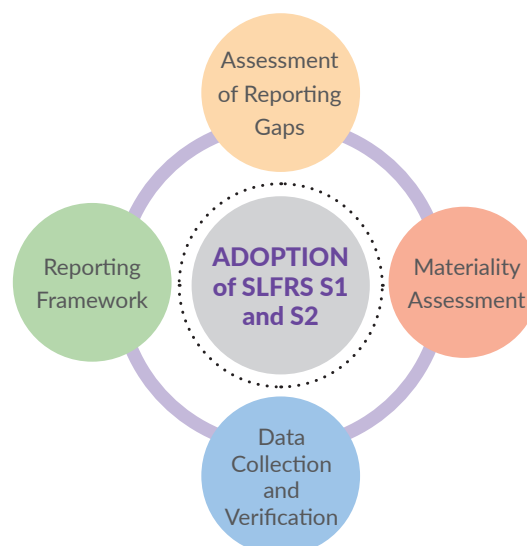 Assessment
of Reporting
Gaps
Reporting
Framework
ADOPTION
of SLFRS S1
and S2
Materiality
Assessment
Data
Collection
and
Verification